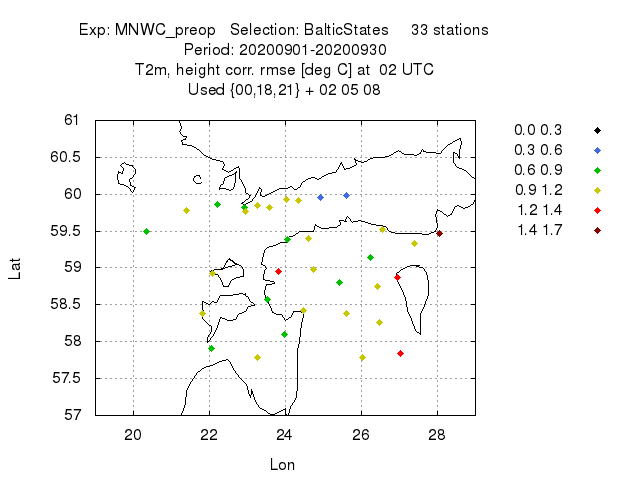 Exp: MNWC_preop Selection: BalticStates 33 stations
Period: 20200901-20200930
T2m, height corr. rmse [deg C] at 02 UTC
Used {00,18,21} + 02 05 08
0.0 0.3
0.3 0.6
0.6 0.9
0.9 1.2
1.2 1.4
1.4 1.7
61
60.5
60
59.5
59
58.5
58
57.5
57
Lat
20 22 24 26 28
Lon